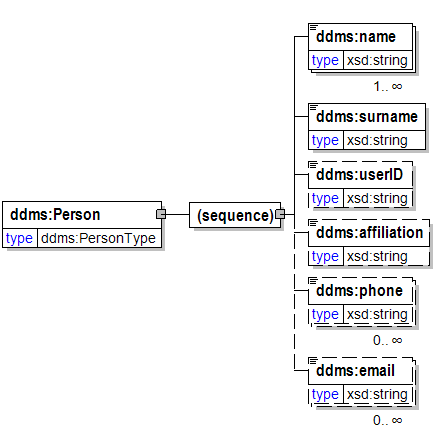 ddms:name
type xsd:string
1.. ∞
ddms:surname
type xsd:string
ddms:userID
type xsd:string
ddms:Person
type ddms:PersonType
(sequence)
ddms:affiliation
type xsd:string
ddms:phone
type xsd:string
0.. ∞
ddms:email
type xsd:string
0.. ∞